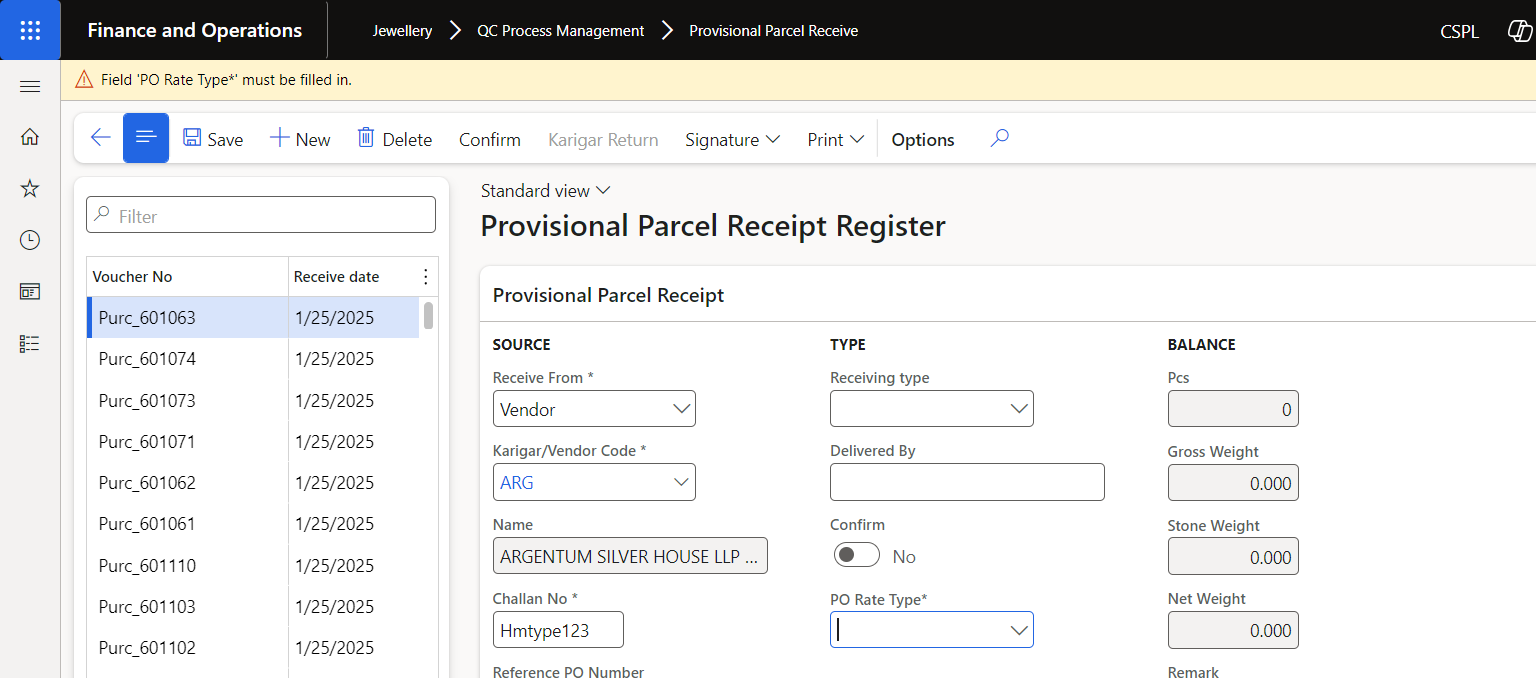 Finance and Operations
Jewellery
QC Process Management
Provisional Parcel Receive
CSPL
Field 'PO Rate Type*' must be filled in.
Save
New
Delete
Confirm
Karigar Return
Signature
Print
Options
Filter
Voucher No Receive date
Purc_601063 1/25/2025
Purc_601074 1/25/2025
Purc_601073 1/25/2025
Purc_601071 1/25/2025
Purc_601062 1/25/2025
Purc_601061 1/25/2025
Purc_601110 1/25/2025
Purc_601103 1/25/2025
Purc_601102 1/25/2025
Standard view
Provisional Parcel Receipt Register
Provisional Parcel Receipt
SOURCE
Receive From *
Vendor
Karigar/Vendor Code *
ARG
Name
ARGENTUM SILVER HOUSE LLP ...
Challan No *
Hmtype123
Reference PO Number
TYPE
Receiving type
Delivered By
Confirm
No
PO Rate Type*
BALANCE
Pcs
0
Gross Weight
0.000
Stone Weight
0.000
Net Weight
0.000
Remark